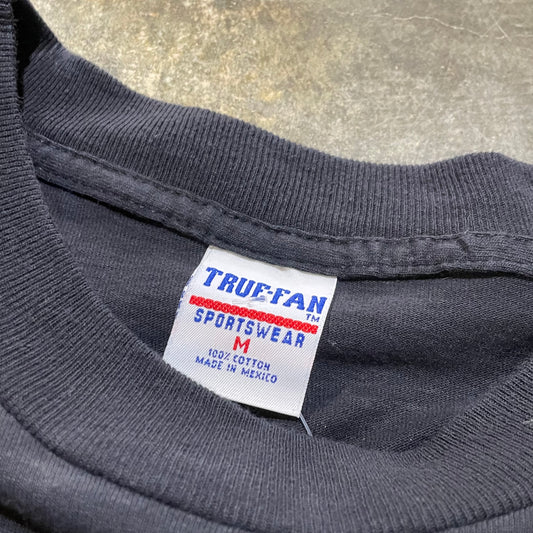 TRUE-FAN
TM
SPORTSWEAR
M
100% COTTON
MADE IN MEXICO